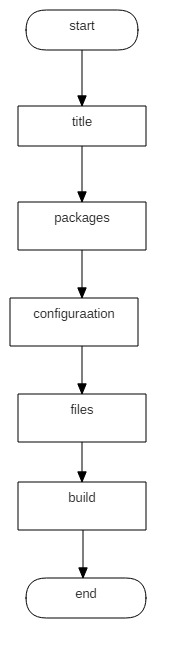 start
title
packages
configuraation
files
build
end